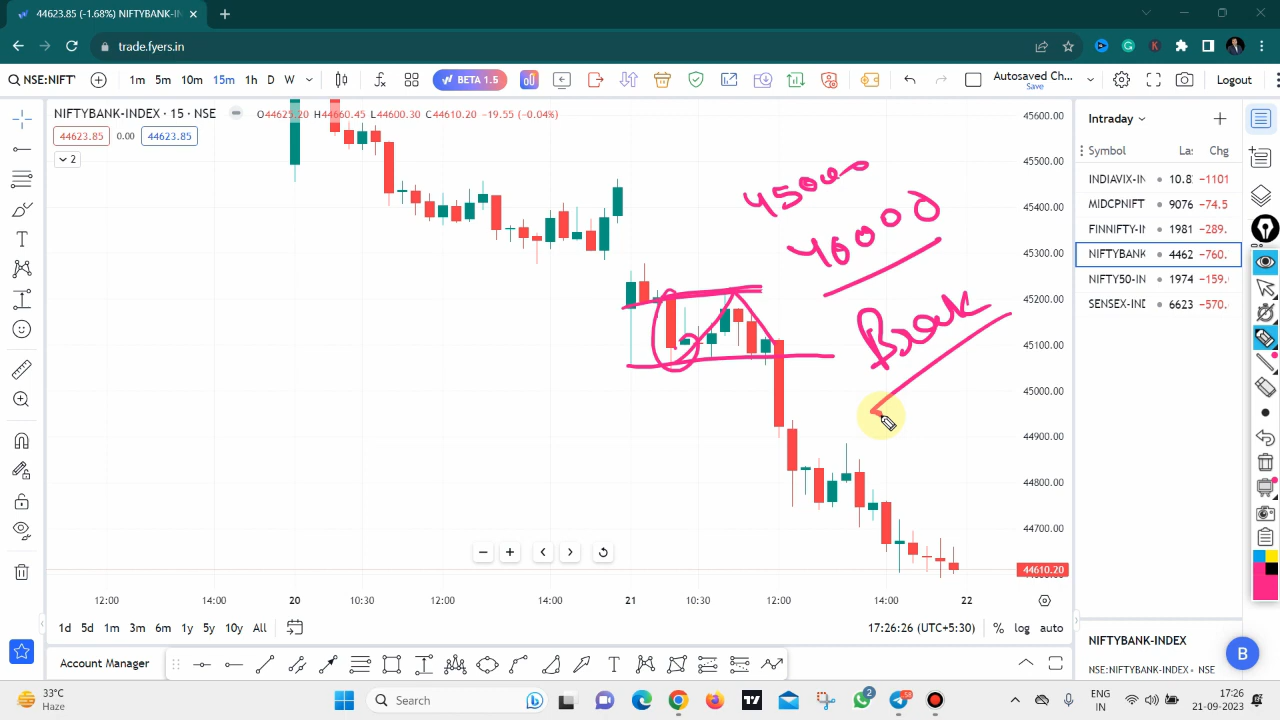 44623.85 (-1.68%) NIFTYBANK-IN
trade.fyers.in
NSE:NIFT
1m 5m 10m 15m 1h D W
BETA 1.5
Autosaved Ch...
Save
Logout
NIFTYBANK-INDEX · 15 · NSE
O44625.20 H44660.45 L44600.30 C44610.20 -19.55 (-0.04%)
44623.85 0.00 44623.85
2
45000
Break
45600.00
45500.00
45400.00
45300.00
45200.00
45100.00
45000.00
44900.00
44800.00
44700.00
44610.20
12:00 14:00 20 10:30 12:00 14:00 21 10:30 12:00 14:00 22
1d 5d 1m 3m 6m 1y 5y 10y All
17:26:26 (UTC+5:30) % log auto
Account Manager
Intraday
Symbol La: Chg
INDIAVIX-IN 10.8 -1101
MIDCPNIFT 9076 -74.5
FINNIFTY-I 1981 -289.
NIFTYBANK 4462 -760.
NIFTY50-IN 1974 -159.
SENSEX-IND 6623 -570.
NIFTYBANK-INDEX
NSE:NIFTYBANK-INDEX • NSE
B
33°C
Haze
Search
2
58
ENG
IN
17:26
21-09-2023